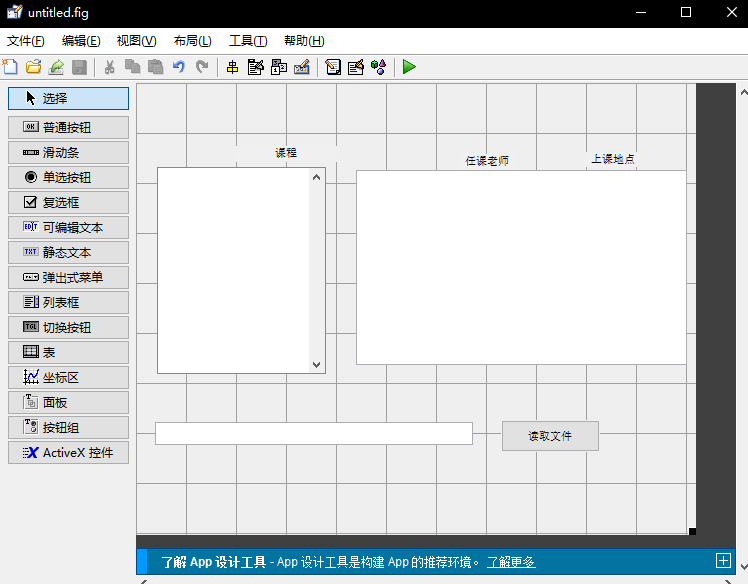 untitled.fig
文件(F) 编辑(E) 视图(V) 布局(L) 工具(T) 帮助(H)
选择
OK 普通按钮
滑动条
单选按钮
复选框
EDIT 可编辑文本
TXT 静态文本
弹出式菜单
列表框
TGL 切换按钮
表
坐标区
面板
按钮组
ActiveX 控件
课程
任课老师
上课地点
读取文件
了解 App 设计工具 - App 设计工具是构建 App 的推荐环境。 了解更多